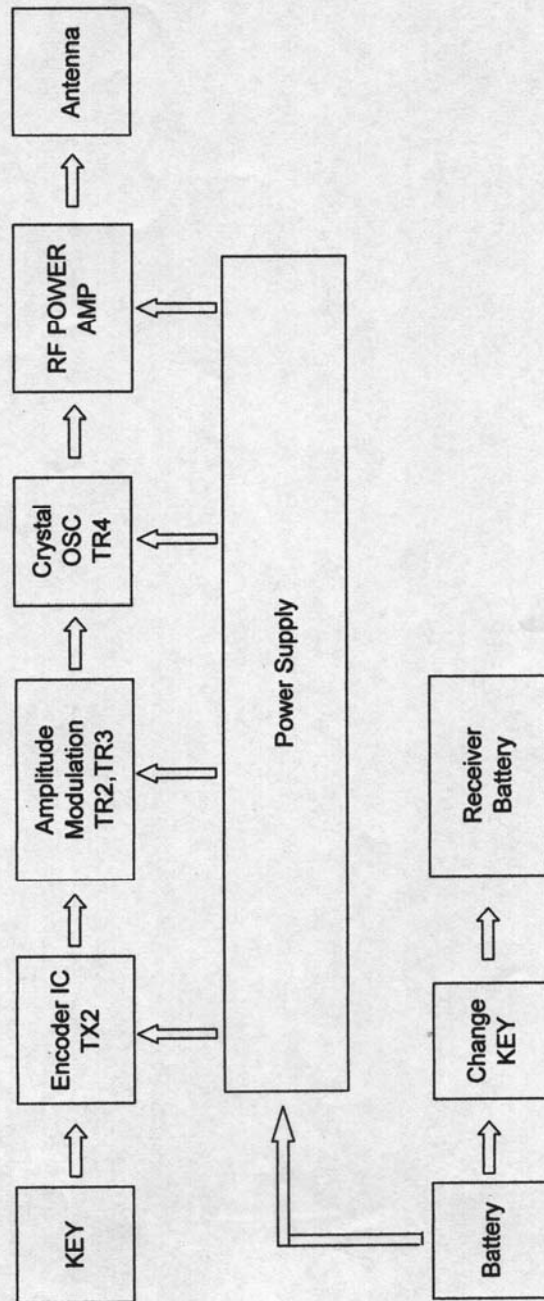 KEY
Encoder IC
TX2
Amplitude
Modulation
TR2,TR3
Crystal
OSC
TR4
RF POWER
AMP
Antenna
Power Supply
Battery
Change
KEY
Receiver
Battery